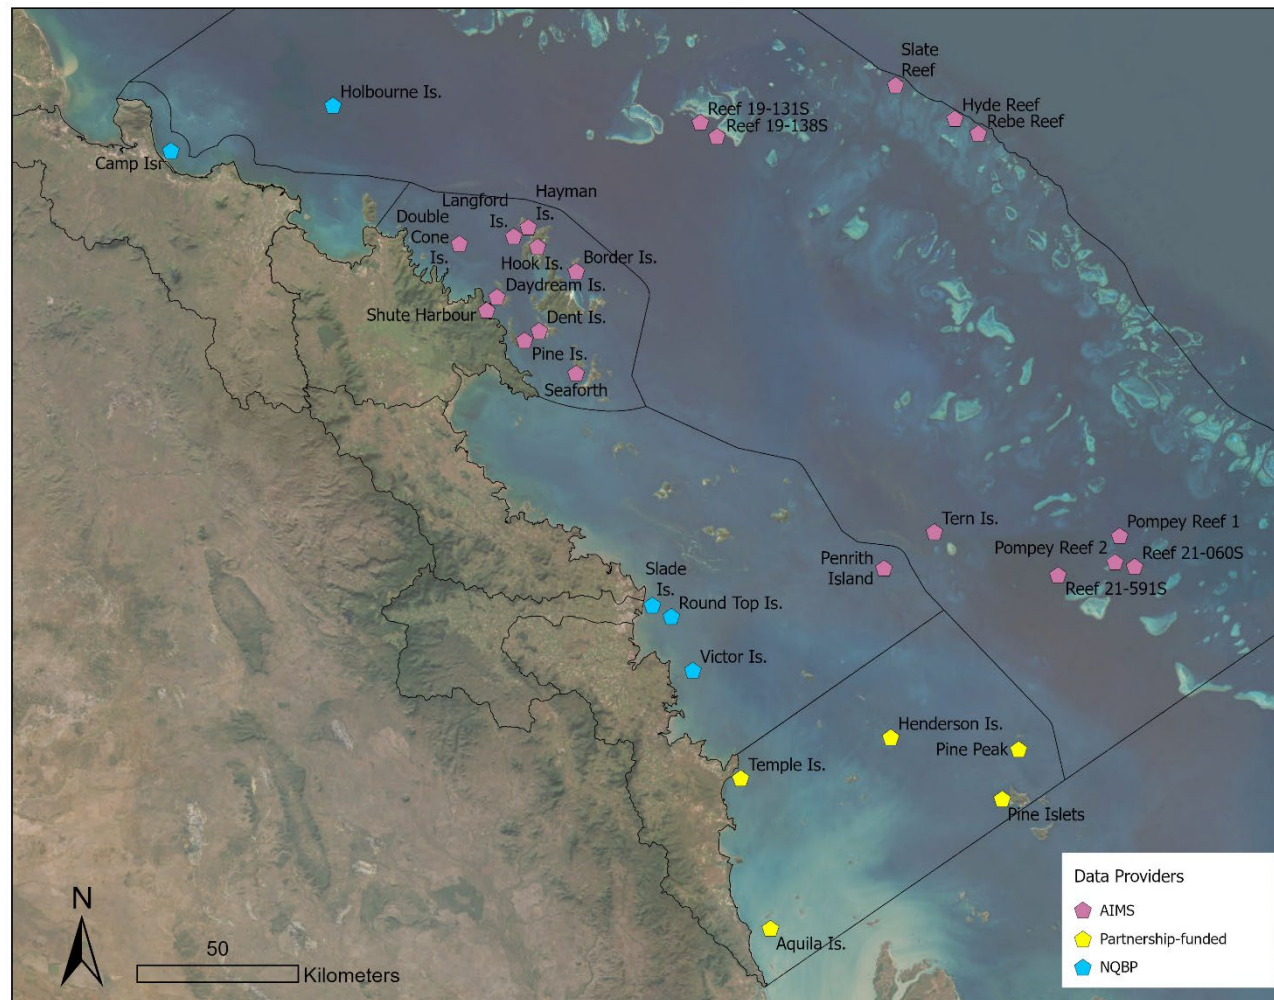 Slate
Reef
Holbourne Is.
Reef 19-131S
Hyde Reef
Rebe Reef
Reef 19-138S
Camp Isr
Hayman
Is.
Langford
Is.
Double
Cone
Is.
Hook Is.
Border Is.
Daydream Is.
Shute Harbour
Dent Is.
Pine Is.
Seaforth
Tern Is.
Pompey Reef 1
Pompey Reef 2
Reef 21-060S
Penrith
Island
Reef 21-591S
Slade
Is.
Round Top Is.
Victor Is.
Henderson Is.
Pine Peak
Temple Is.
Pine Islets
Aquila Is.
N
50
Kilometers
Data Providers
AIMS
Partnership-funded
NQBP